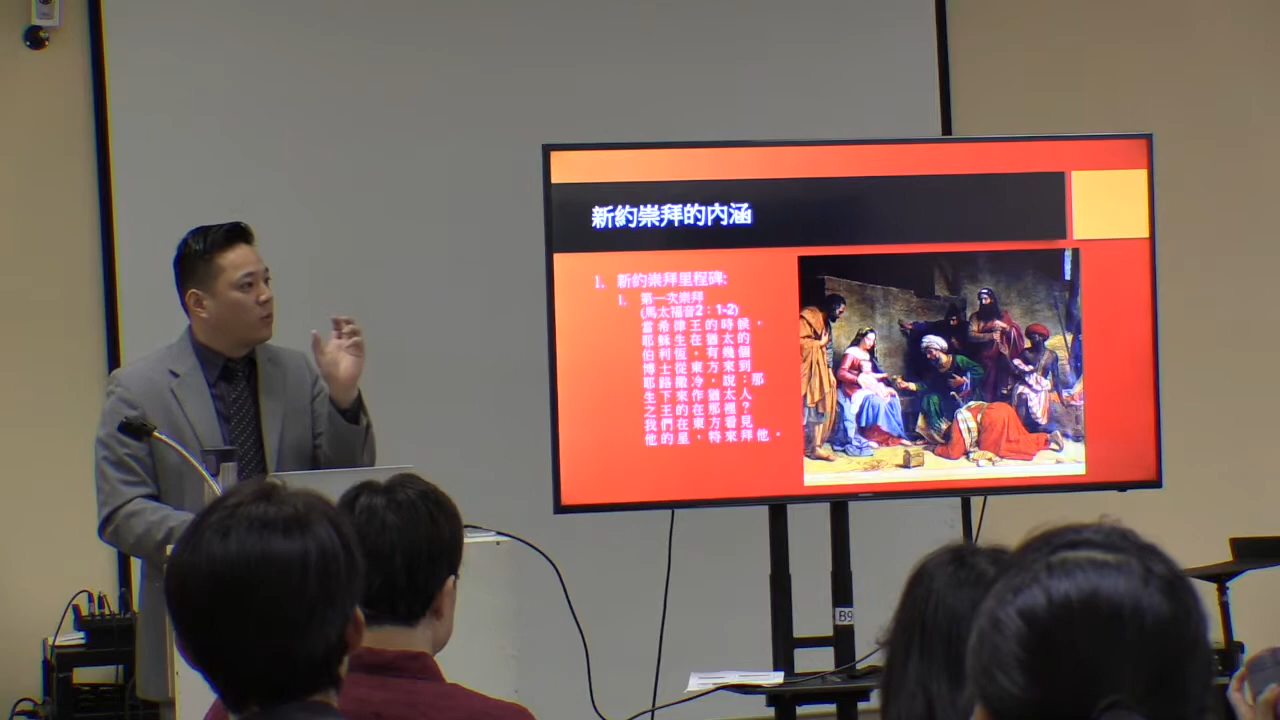 新約崇拜的內涵
1. 新約崇拜里程碑:
1. 第一次崇拜
(馬太福音2：1-2)
當希律王的時候，
耶穌生在猶太的
伯利恆。有幾個
博士從東方來到
耶路撒冷，說：那
生下來作猶太人
之王的在那裡？
我們在東方看見
他的星，特來拜他。
B9